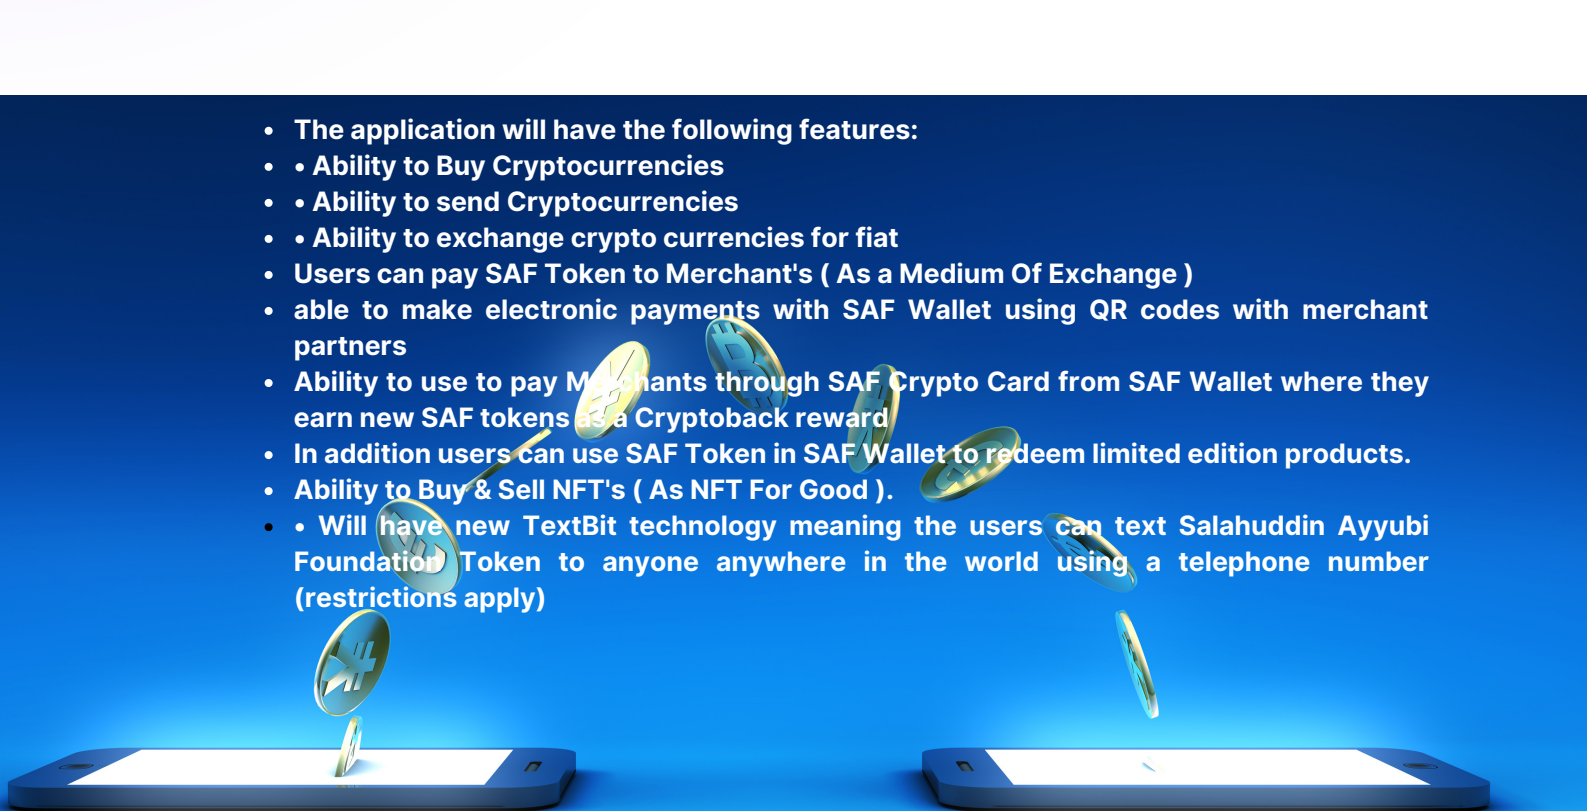 • The application will have the following features:
• • Ability to Buy Cryptocurrencies
• • Ability to send Cryptocurrencies
• • Ability to exchange crypto currencies for fiat
• Users can pay SAF Token to Merchant's ( As a Medium Of Exchange )
• able to make electronic payments with SAF Wallet using QR codes with merchant
partners
• Ability to use to pay Merchants through SAF Crypto Card from SAF Wallet where they
earn new SAF tokens as a Cryptoback reward
• In addition users can use SAF Token in SAF Wallet to redeem limited edition products.
• Ability to Buy & Sell NFT's ( As NFT For Good ).
• • Will have new TextBit technology meaning the users can text Salahuddin Ayyubi
Foundation Token to anyone anywhere in the world using a telephone number
(restrictions apply)